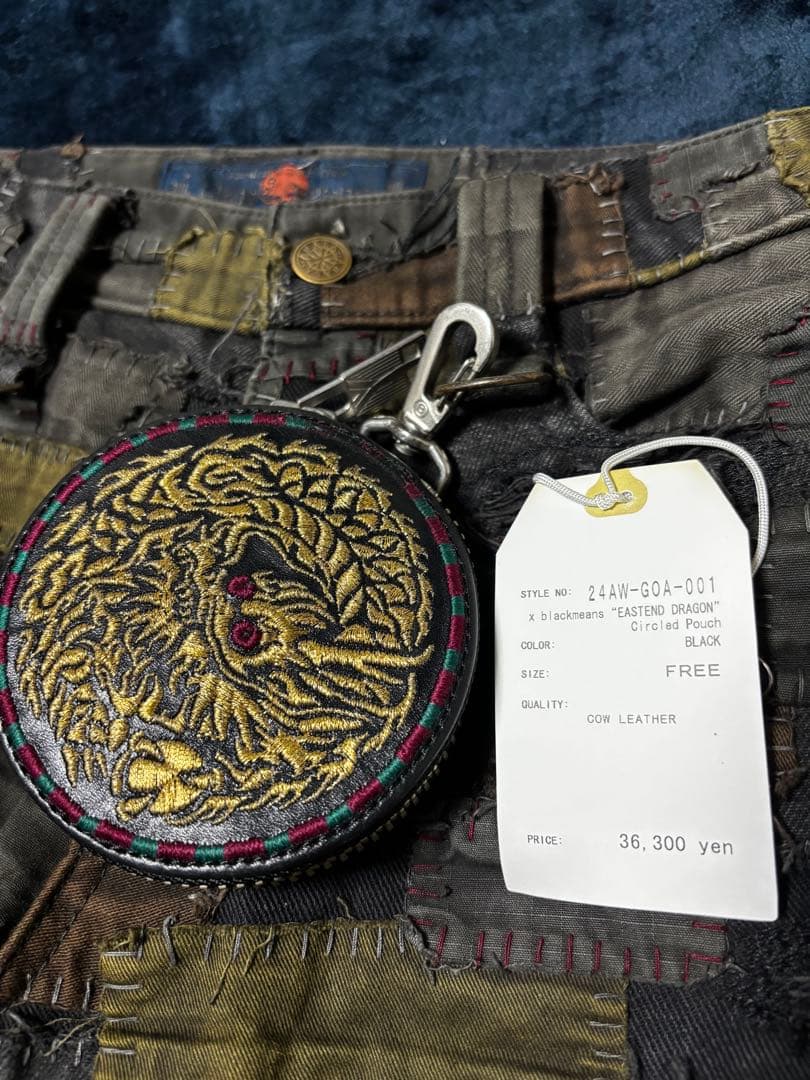 STYLE NO: 24AW-GOA-001
x blackmeans "EASTEND DRAGON"
Circled Pouch
COLOR: BLACK
SIZE: FREE
QUALITY:
COW LEATHER
PRICE: 36,300 yen